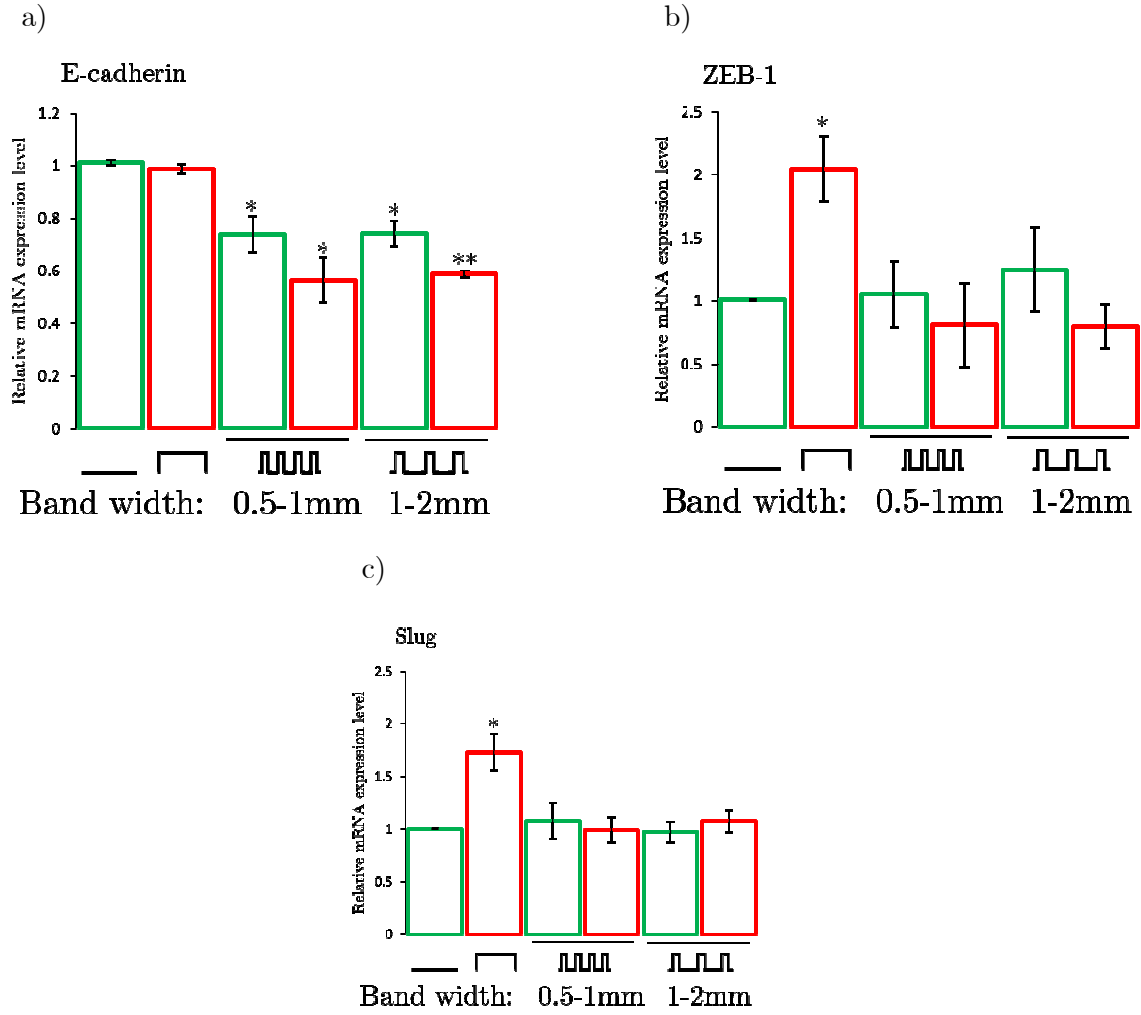 a)
E-cadherin
Relative mRNA expression level
1.2
1
0.8
0.6
0.4
0.2
0
*
*
*
**
Band width: 0.5-1mm 1-2mm
b)
ZEB-1
Relative mRNA expression level
2.5
2
1.5
1
0.5
0
*
Band width: 0.5-1mm 1-2mm
c)
Slug
Relative mRNA expression level
2.5
2
1.5
1
0.5
0
*
Band width: 0.5-1mm 1-2mm